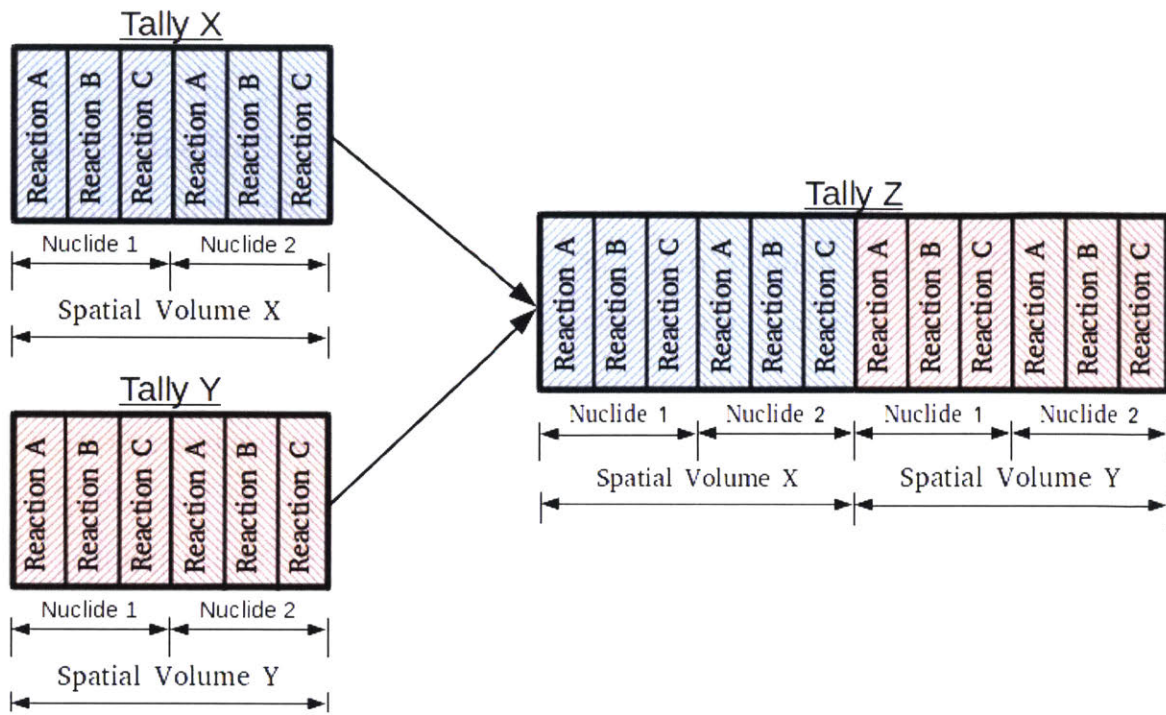 Tally X
Reaction A
Reaction B
Reaction C
Reaction A
Reaction B
Reaction C
Nuclide 1
Nuclide 2
Spatial Volume X
Tally Y
Reaction A
Reaction B
Reaction C
Reaction A
Reaction B
Reaction C
Nuclide 1
Nuclide 2
Spatial Volume Y
Tally Z
Reaction A
Reaction B
Reaction C
Reaction A
Reaction B
Reaction C
Reaction A
Reaction B
Reaction C
Reaction A
Reaction B
Reaction C
Nuclide 1
Nuclide 2
Nuclide 1
Nuclide 2
Spatial Volume X
Spatial Volume Y